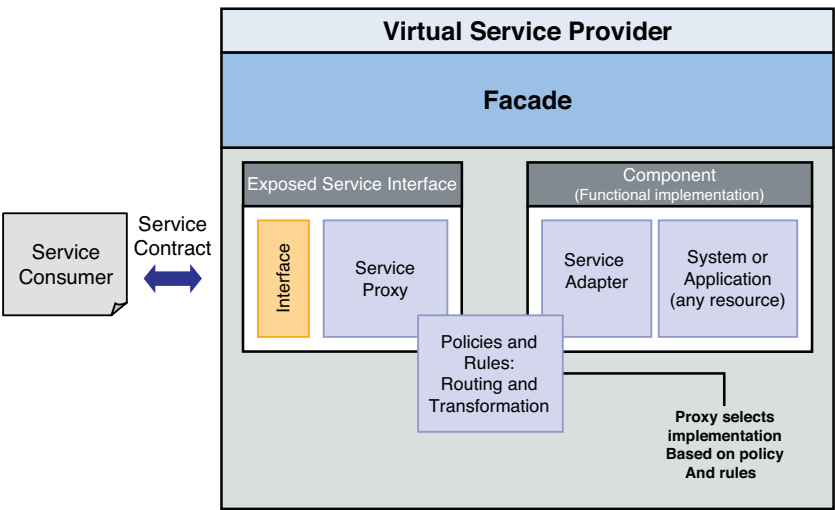 Virtual Service Provider
Facade
Exposed Service Interface
Component
(Functional implementation)
Service
Contract
Service
Consumer
Interface
Service
Proxy
Service
Adapter
System or
Application
(any resource)
Policies and
Rules:
Routing and
Transformation
Proxy selects
implementation
Based on policy
And rules